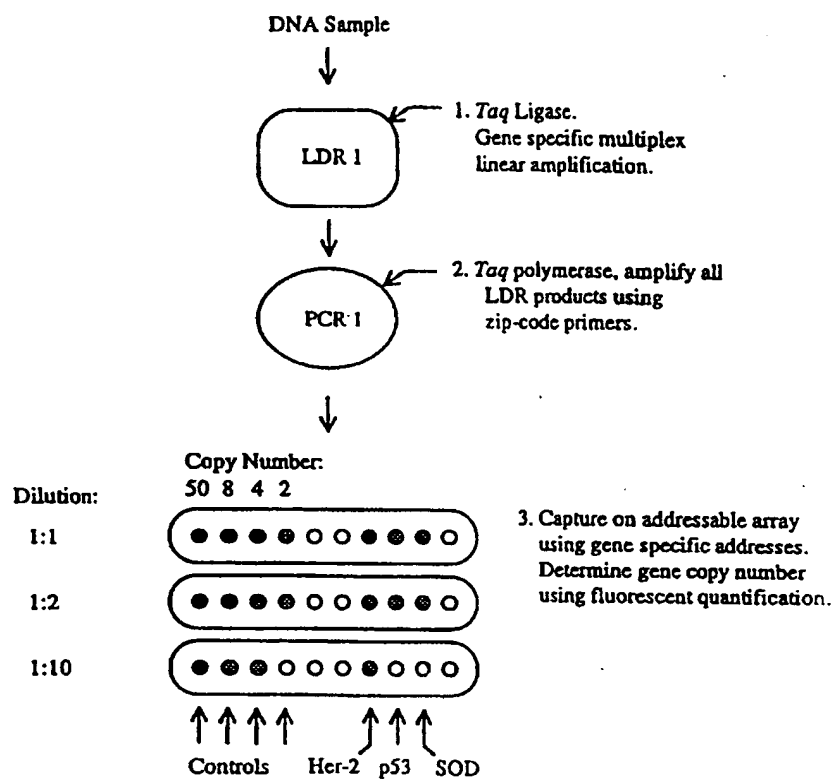 DNA Sample
LDR 1
1. Taq Ligase.
Gene specific multiplex
linear amplification.
PCR 1
2. Taq polymerase, amplify all
LDR products using
zip-code primers.
Copy Number:
50 8 4 2
Dilution:
1:1
1:2
1:10
3. Capture on addressable array
using gene specific addresses.
Determine gene copy number
using fluorescent quantification.
Controls Her-2 p53 SOD